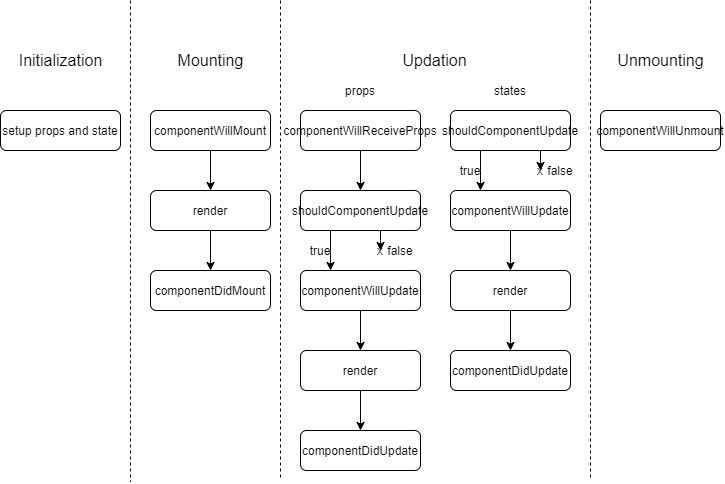 Initialization
Mounting
Updation
Unmounting
props
states
setup props and state
componentWillMount
componentWillReceiveProps
shouldComponentUpdate
componentWillUnmount
true
x false
render
shouldComponentUpdate
componentWillUpdate
true
x false
componentDidMount
componentWillUpdate
render
render
componentDidUpdate
componentDidUpdate